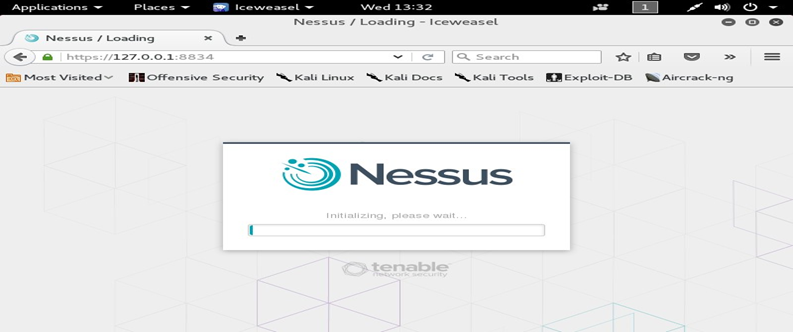 Applications Places Iceweasel Wed 13:32 1
Nessus / Loading - Iceweasel
Nessus / Loading
https://127.0.0.1:8834 Search
Most Visited Offensive Security Kali Linux Kali Docs Kali Tools Exploit-DB Aircrack-ng
Nessus
Initializing, please wait...
tenable
network security